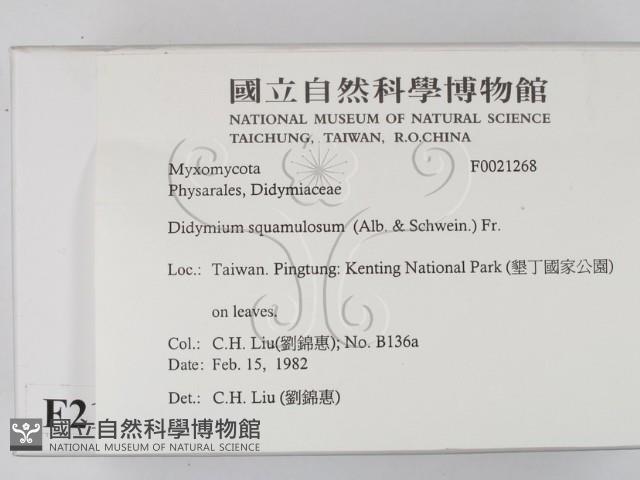 國立自然科學博物館
NATIONAL MUSEUM OF NATURAL SCIENCE
TAICHUNG, TAIWAN, R.O.CHINA
Myxomycota F0021268
Physarales, Didymiaceae
Didymium squamulosum (Alb. & Schwein.) Fr.
Loc.: Taiwan. Pingtung: Kenting National Park (墾丁國家公園)
on leaves.
Col.: C.H. Liu(劉錦惠); No. B136a
Date: Feb. 15, 1982
Det.: C.H. Liu (劉錦惠)
F2
國立自然科學博物館
NATIONAL MUSEUM OF NATURAL SCIENCE